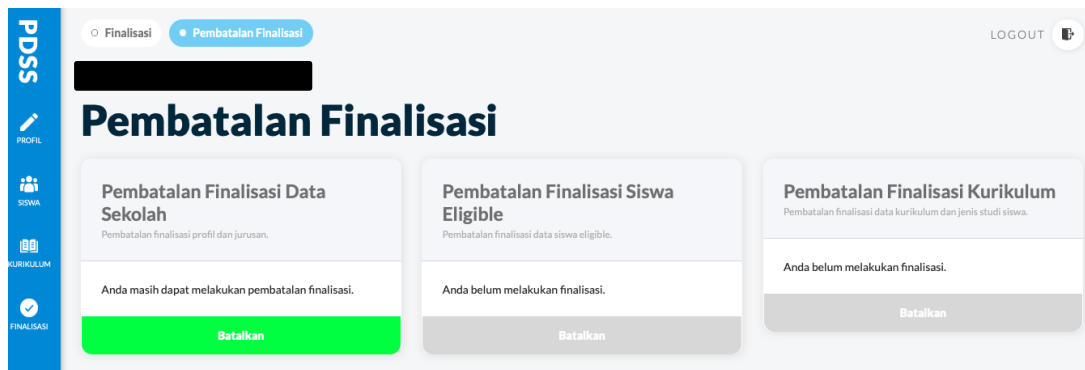 PDSS
Finalisasi
Pembatalan Finalisasi
LOGOUT
PROFIL
SISWA
KURIKULUM
FINALISASI
Pembatalan Finalisasi
Pembatalan Finalisasi Data
Sekolah
Pembatalan finalisasi profil dan jurusan.
Anda masih dapat melakukan pembatalan finalisasi.
Batalkan
Pembatalan Finalisasi Siswa
Eligible
Pembatalan finalisasi data siswa eligible.
Anda belum melakukan finalisasi.
Batalkan
Pembatalan Finalisasi Kurikulum
Pembatalan finalisasi data kurikulum dan jenis studi siswa.
Anda belum melakukan finalisasi.
Batalkan